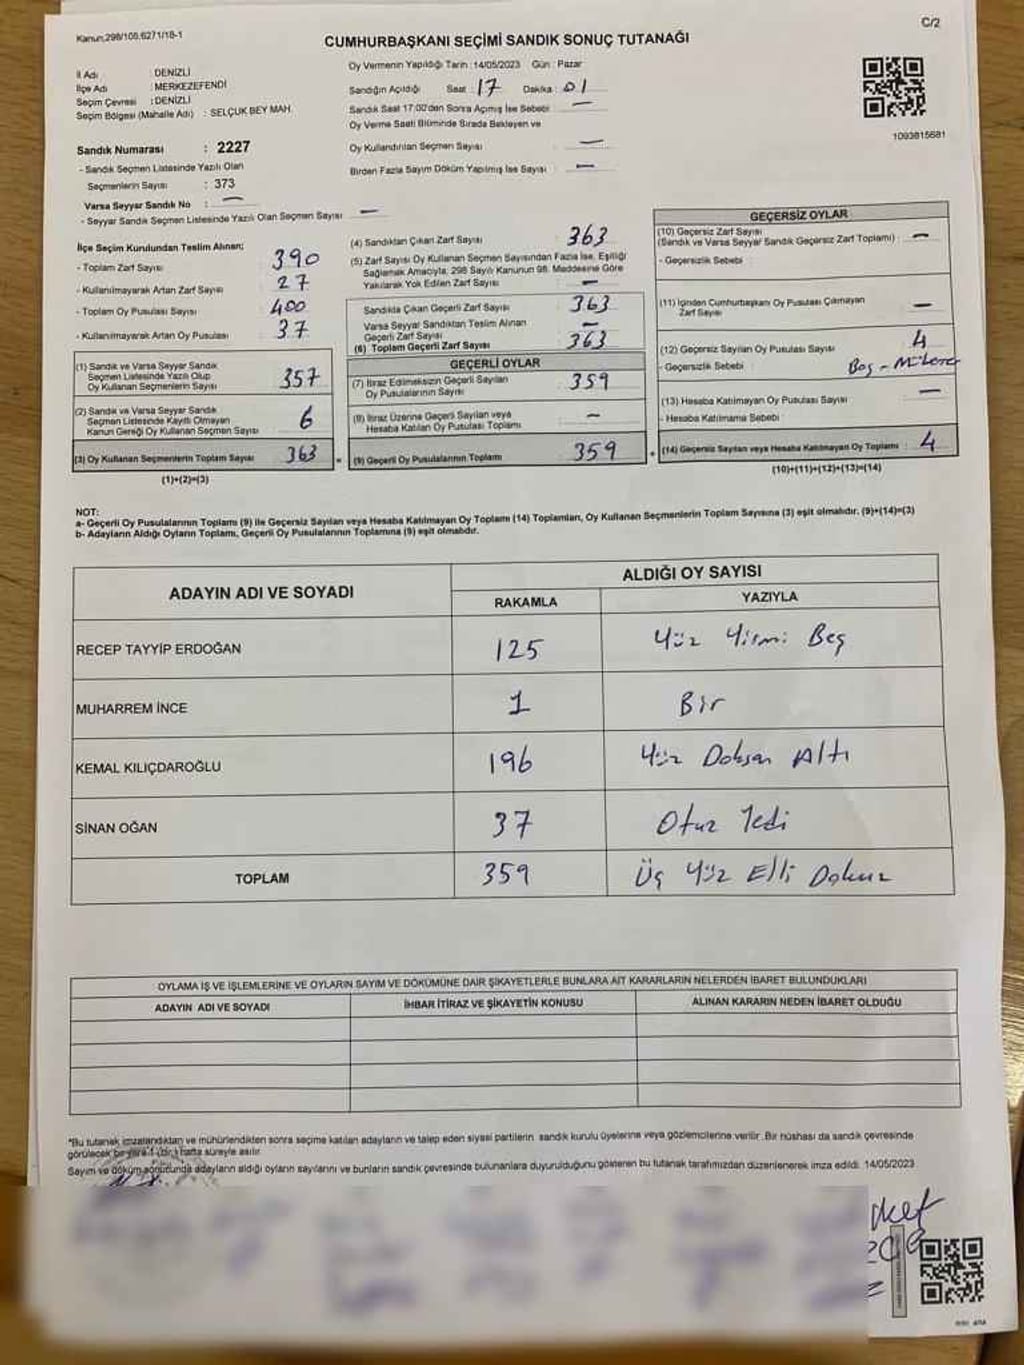 Kanun,298/105.6271/18-1
C/2
CUMHURBAŞKANI SEÇİMİ SANDIK SONUÇ TUTANAĞI
İl Adı : DENİZLİ
İlçe Adı : MERKEZEFENDİ
Seçim Çevresi : DENİZLİ
Seçim Bölgesi (Mahalle Adı) : SELÇUK BEY MAH.
Sandık Numarası : 2227
- Sandık Seçmen Listesinde Yazılı Olan
Seçmenlerin Sayısı : 373
Varsa Seyyar Sandık No : —
- Seyyar Sandık Seçmen Listesinde Yazılı Olan Seçmen Sayısı —
Oy Vermenin Yapıldığı Tarih : 14/05/2023 Gün : Pazar
Sandığın Açıldığı Saat : 17 Dakika : 01
Sandık Saat 17:00'den Sonra Açılmış İse Sebebi : —
Oy Verme Saati Bitiminde Sırada Bekleyen ve
Oy Kullandırılan Seçmen Sayısı : —
Birden Fazla Sayım Döküm Yapılmış İse Sayısı : —
1093815681
İlçe Seçim Kurulundan Teslim Alınan;
- Toplam Zarf Sayısı : 390
- Kullanılmayarak Artan Zarf Sayısı : 27
- Toplam Oy Pusulası Sayısı : 400
- Kullanılmayarak Artan Oy Pusulası : 37
(1) Sandık ve Varsa Seyyar Sandık
Seçmen Listesinde Yazılı Olup
Oy Kullanan Seçmenlerin Sayısı : 357
(2) Sandık ve Varsa Seyyar Sandık
Seçmen Listesinde Kayıtlı Olmayan
Kanun Gereği Oy Kullanan Seçmen Sayısı : 6
(3) Oy Kullanan Seçmenlerin Toplam Sayısı : 363
(1)+(2)=(3)
(4) Sandıktan Çıkan Zarf Sayısı : 363
(5) Zarf Sayısı Oy Kullanan Seçmen Sayısından Fazla İse, Eşitliği
Sağlamak Amacıyla, 298 Sayılı Kanunun 98. Maddesine Göre
Yakılarak Yok Edilen Zarf Sayısı : —
Sandıkta Çıkan Geçerli Zarf Sayısı : 363
Varsa Seyyar Sandıktan Teslim Alınan
Geçerli Zarf Sayısı : —
(6) Toplam Geçerli Zarf Sayısı : 363
GEÇERLİ OYLAR
(7) İtiraz Edilmeksizin Geçerli Sayılan
Oy Pusulasının Sayısı : 359
(8) İtiraz Üzerine Geçerli Sayılan veya
Hesaba Katılan Oy Pusulası Toplamı : —
= (9) Geçerli Oy Pusulalarının Toplamı : 359
GEÇERSİZ OYLAR
(10) Geçersiz Zarf Sayısı
(Sandık ve Varsa Seyyar Sandık Geçersiz Zarf Toplamı) : —
- Geçersizlik Sebebi :
(11) İçinden Cumhurbaşkanı Oy Pusulası Çıkmayan
Zarf Sayısı : —
(12) Geçersiz Sayılan Oy Pusulası Sayısı : 4
- Geçersizlik Sebebi : Boş -
(13) Hesaba Katılmayan Oy Pusulası Sayısı : —
- Hesaba Katılmama Sebebi :
+ (14) Geçersiz Sayılan veya Hesaba Katılmayan Oy Toplamı : 4
(10)+(11)+(12)+(13)=(14)
NOT:
a- Geçerli Oy Pusulalarının Toplamı (9) ile Geçersiz Sayılan veya Hesaba Katılmayan Oy Toplamı (14) Toplamları, Oy Kullanan Seçmenlerin Toplam Sayısına (3) eşit olmalıdır. (9)+(14)=(3)
b- Adayların Aldığı Oyların Toplamı, Geçerli Oy Pusulalarının Toplamına (9) eşit olmalıdır.
ADAYIN ADI VE SOYADI
ALDIĞI OY SAYISI
RAKAMLA YAZIYLA
RECEP TAYYİP ERDOĞAN 125 Yüz Yirmi Beş
MUHARREM İNCE 1 Bir
KEMAL KILIÇDAROĞLU 196 Yüz Doksan Altı
SİNAN OĞAN 37 Otuz Yedi
TOPLAM 359 Üç Yüz Elli Dokuz
OYLAMA İŞ VE İŞLEMLERİNE VE OYLARIN SAYIM VE DÖKÜMÜNE DAİR ŞİKAYETLERLE BUNLARA AİT KARARLARIN NELERDEN İBARET BULUNDUKLARI
ADAYIN ADI VE SOYADI İHBAR İTİRAZ VE ŞİKAYETİN KONUSU ALINAN KARARIN NEDEN İBARET OLDUĞU
*Bu tutanak imzalandıktan ve mühürlendikten sonra seçime katılan adayların ve talep eden siyasi partilerin sandık kurulu üyelerine veya gözlemcilerine verilir. Bir nüshası da sandık çevresinde
görülecek bir yere 1 (bir) hafta süreyle asılır.
Sayım ve döküm sonucunda adayların aldığı oyların sayılarını ve bunların sandık çevresinde bulunanlara duyurulduğunu gösteren bu tutanak tarafımızdan düzenlenerek imza edildi. 14/05/2023